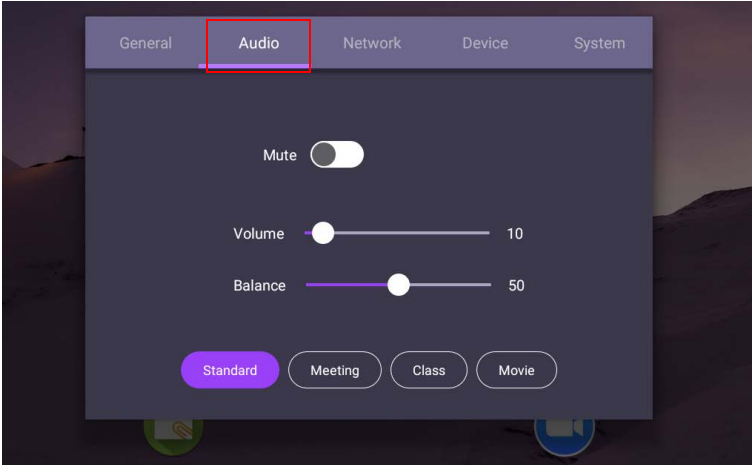 General Audio Network Device System
Mute
Volume 10
Balance 50
Standard Meeting Class Movie